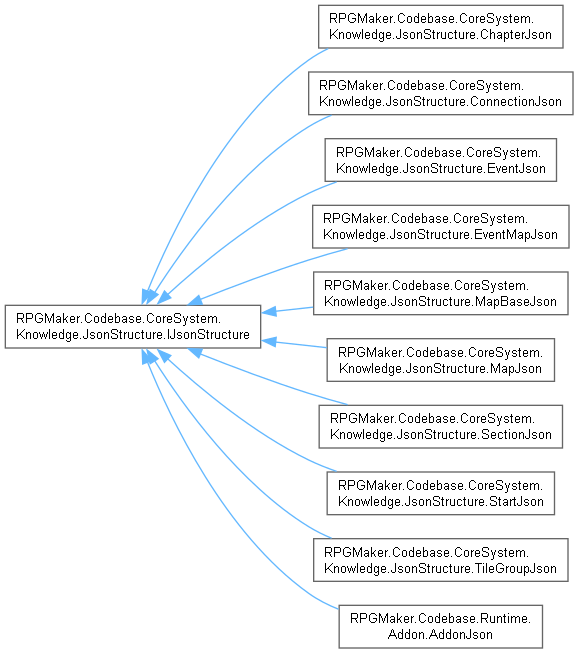 RPGMaker.Codebase.CoreSystem.
Knowledge.JsonStructure.ChapterJson
RPGMaker.Codebase.CoreSystem.
Knowledge.JsonStructure.ConnectionJson
RPGMaker.Codebase.CoreSystem.
Knowledge.JsonStructure.EventJson
RPGMaker.Codebase.CoreSystem.
Knowledge.JsonStructure.EventMapJson
RPGMaker.Codebase.CoreSystem.
Knowledge.JsonStructure.MapBaseJson
RPGMaker.Codebase.CoreSystem.
Knowledge.JsonStructure.IJsonStructure
RPGMaker.Codebase.CoreSystem.
Knowledge.JsonStructure.MapJson
RPGMaker.Codebase.CoreSystem.
Knowledge.JsonStructure.SectionJson
RPGMaker.Codebase.CoreSystem.
Knowledge.JsonStructure.StartJson
RPGMaker.Codebase.CoreSystem.
Knowledge.JsonStructure.TileGroupJson
RPGMaker.Codebase.Runtime.
Addon.AddonJson